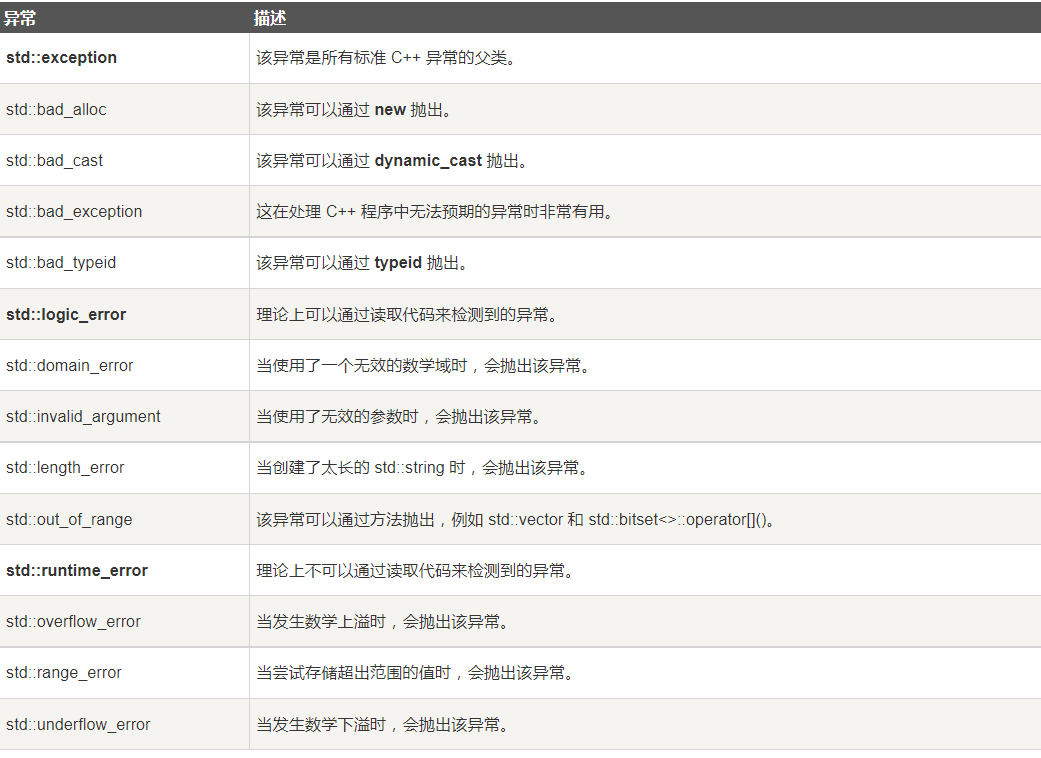 异常 描述
std::exception 该异常是所有标准 C++ 异常的父类。
std::bad_alloc 该异常可以通过 new 抛出。
std::bad_cast 该异常可以通过 dynamic_cast 抛出。
std::bad_exception 这在处理 C++ 程序中无法预期的异常时非常有用。
std::bad_typeid 该异常可以通过 typeid 抛出。
std::logic_error 理论上可以通过读取代码来检测到的异常。
std::domain_error 当使用了一个无效的数学域时，会抛出该异常。
std::invalid_argument 当使用了无效的参数时，会抛出该异常。
std::length_error 当创建了太长的 std::string 时，会抛出该异常。
std::out_of_range 该异常可以通过方法抛出，例如 std::vector 和 std::bitset<>::operator[]()。
std::runtime_error 理论上不可以通过读取代码来检测到的异常。
std::overflow_error 当发生数学上溢时，会抛出该异常。
std::range_error 当尝试存储超出范围的值时，会抛出该异常。
std::underflow_error 当发生数学下溢时，会抛出该异常。